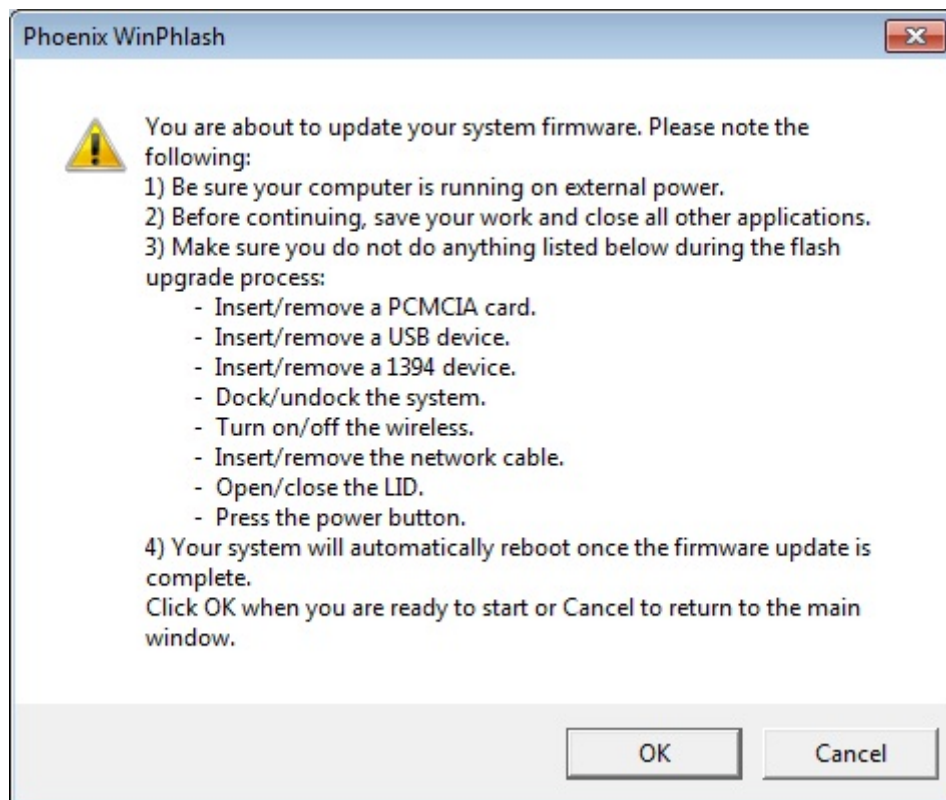 Phoenix WinPhlash
You are about to update your system firmware. Please note the
following:
1) Be sure your computer is running on external power.
2) Before continuing, save your work and close all other applications.
3) Make sure you do not do anything listed below during the flash
upgrade process:
- Insert/remove a PCMCIA card.
- Insert/remove a USB device.
- Insert/remove a 1394 device.
- Dock/undock the system.
- Turn on/off the wireless.
- Insert/remove the network cable.
- Open/close the LID.
- Press the power button.
4) Your system will automatically reboot once the firmware update is
complete.
Click OK when you are ready to start or Cancel to return to the main
window.
OK Cancel